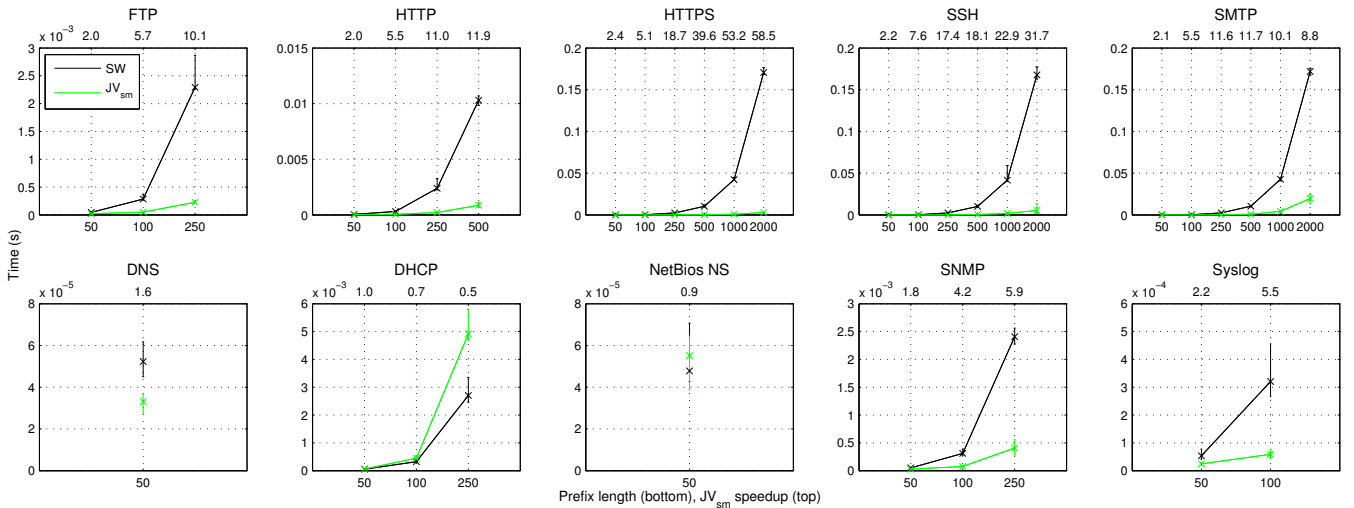 FTP
HTTP
HTTPS
SSH
SMTP
x 10⁻³ 2.0 5.7 10.1
2.0 5.5 11.0 11.9
2.4 5.1 18.7 39.6 53.2 58.5
2.2 7.6 17.4 18.1 22.9 31.7
2.1 5.5 11.6 11.7 10.1 8.8
3
2.5
2
1.5
1
0.5
0
SW
JVsm
50 100 250
0.015
0.01
0.005
0
50 100 250 500
0.2
0.15
0.1
0.05
0
50 100 250 500 1000 2000
0.2
0.15
0.1
0.05
0
50 100 250 500 1000 2000
0.2
0.15
0.1
0.05
0
50 100 250 500 1000 2000
Time (s)
DNS
DHCP
NetBios NS
SNMP
Syslog
x 10⁻⁵ 1.6
x 10⁻³ 1.0 0.7 0.5
x 10⁻⁵ 0.9
x 10⁻³ 1.8 4.2 5.9
x 10⁻⁴ 2.2 5.5
8
6
4
2
0
50
6
5
4
3
2
1
0
50 100 250
8
6
4
2
0
50
3
2.5
2
1.5
1
0.5
0
50 100 250
6
5
4
3
2
1
0
50 100
Prefix length (bottom), JVsm speedup (top)